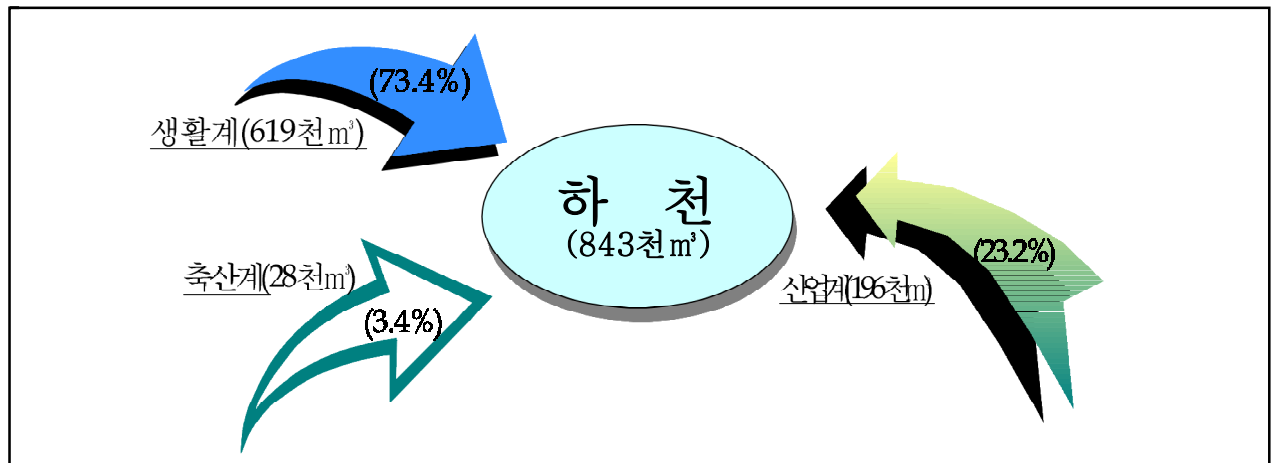 (73.4%)
생활계(619천㎥)
하 천
(843천㎥)
(23.2%)
축산계(28천㎥)
산업계(196천㎥)
(3.4%)